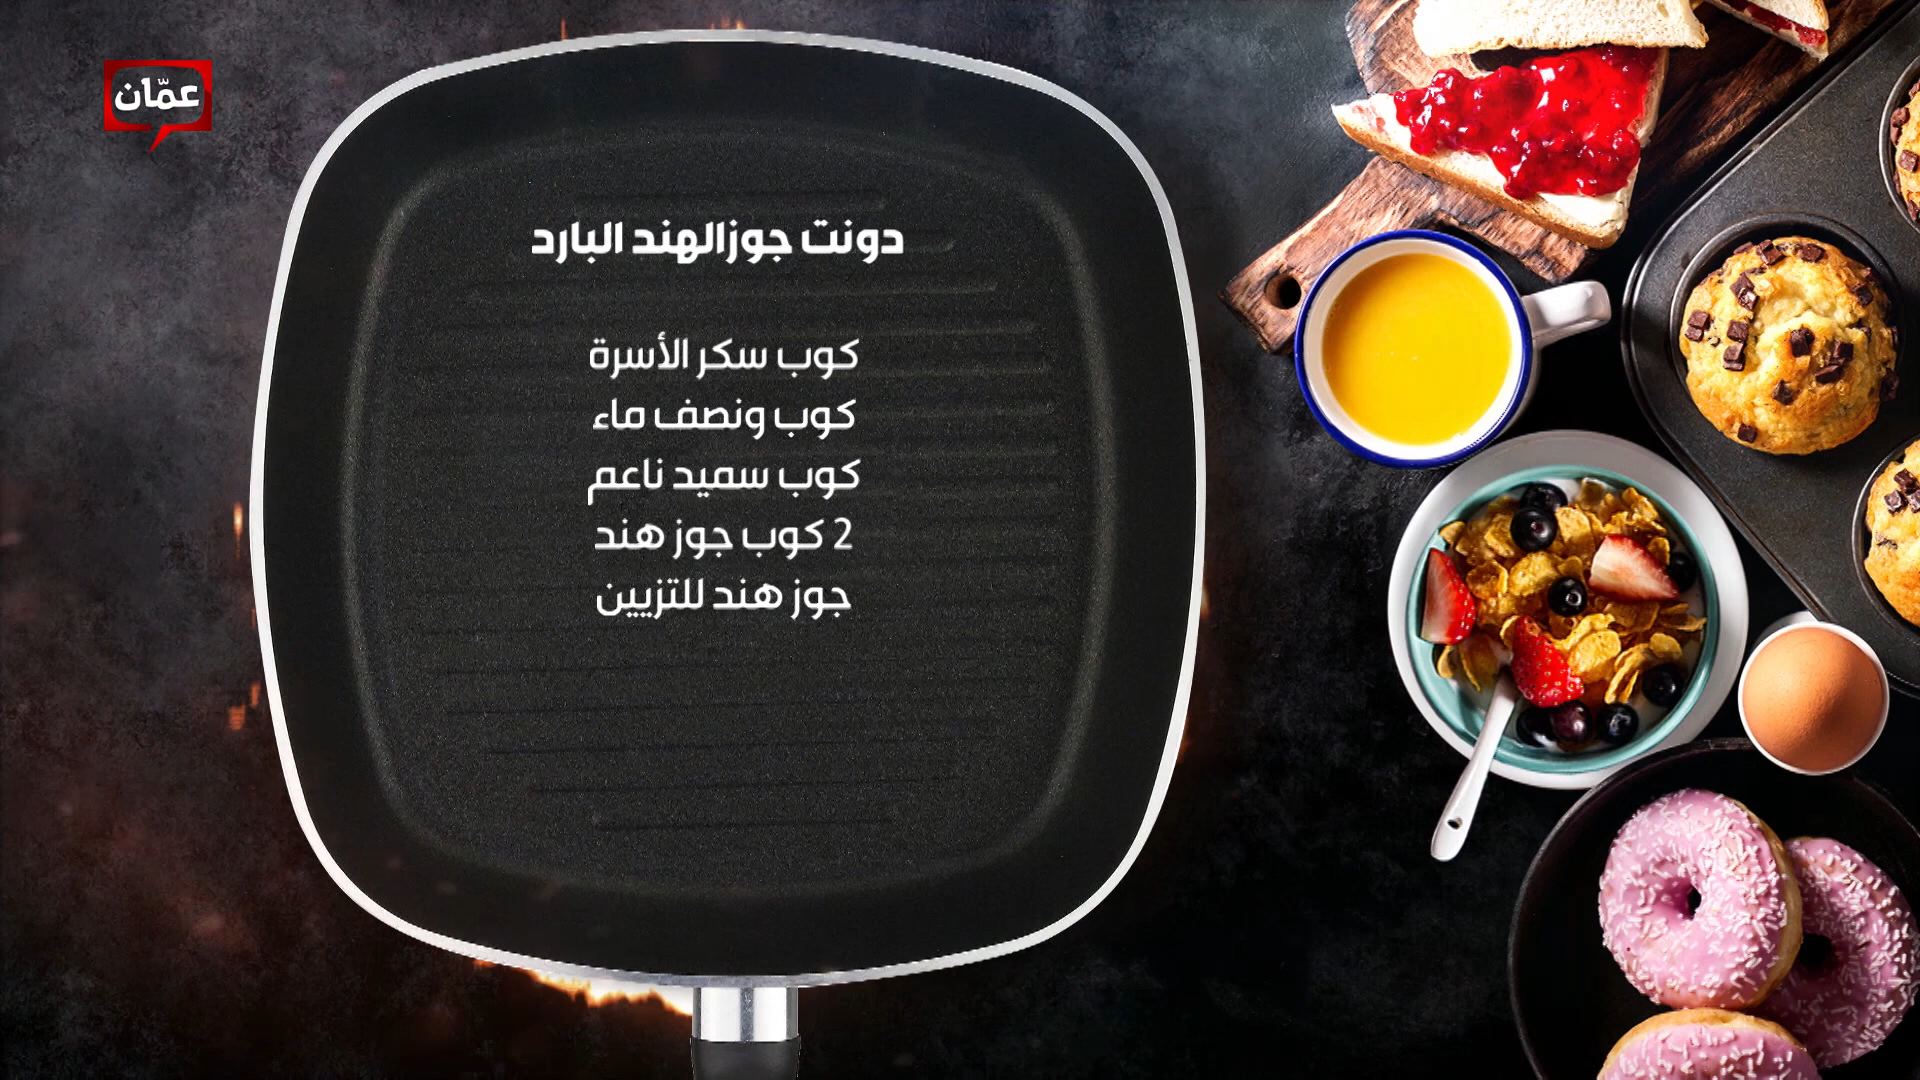 عمّان
دونت جوزالهند البارد
كوب سكر الأسرة
كوب ونصف ماء
كوب سميد ناعم
2 كوب جوز هند
جوز هند للتزيين